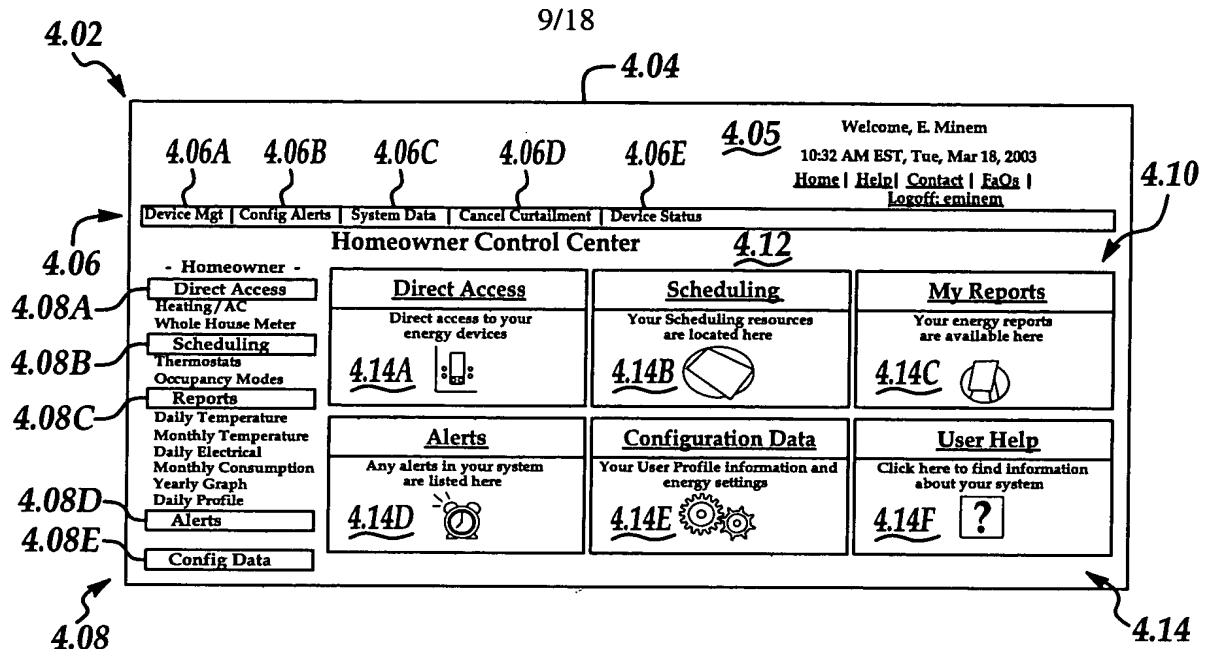 9/18
4.02
4.04
4.05
Welcome, E. Minem
4.06A 4.06B 4.06C 4.06D 4.06E
10:32 AM EST, Tue, Mar 18, 2003
4.10
Home | Help| Contact | FaQs |
Logoff: eminem
Device Mgt | Config Alerts | System Data | Cancel Curtailment | Device Status
4.06
Homeowner Control Center
4.12
- Homeowner -
4.08A
Direct Access
Heating/AC
Whole House Meter
4.08B
Scheduling
Thermostats
Occupancy Modes
4.08C
Reports
Daily Temperature
Monthly Temperature
Daily Electrical
Monthly Consumption
Yearly Graph
Daily Profile
4.08D
Alerts
4.08E
Config Data
4.08
Direct Access
Direct access to your
energy devices
4.14A
Scheduling
Your Scheduling resources
are located here
4.14B
My Reports
Your energy reports
are available here
4.14C
Alerts
Any alerts in your system
are listed here
4.14D
Configuration Data
Your User Profile information and
energy settings
4.14E
User Help
Click here to find information
about your system
4.14F
?
4.14